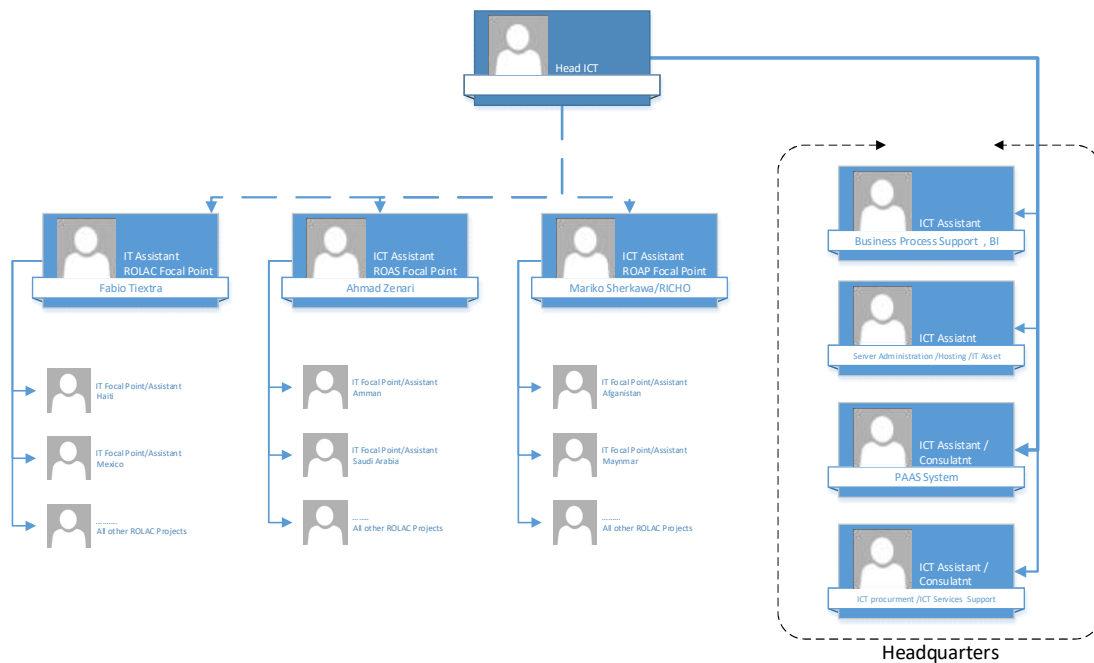 Head ICT
IT Assistant
ROLAC Focal Point
Fabio Tiextra
ICT Assistant
ROAS Focal Point
Ahmad Zenari
ICT Assistant
ROAP Focal Point
Mariko Sherkawa/RICHO
IT Focal Point/Assistant
Haiti
IT Focal Point/Assistant
Mexico
..........
All other ROLAC Projects
IT Focal Point/Assistant
Amman
IT Focal Point/Assistant
Saudi Arabia
.......
All other ROLAC Projects
IT Focal Point/Assistant
Afganistan
IT Focal Point/Assistant
Maynmar
.......
All other ROLAC Projects
ICT Assistant
Business Process Support , BI
ICT Assiatnt
Server Administration /Hosting /IT Asset
ICT Assistant /
Consulatnt
PAAS System
ICT Assistant /
Consulatnt
ICT procurment /ICT Services Support
Headquarters